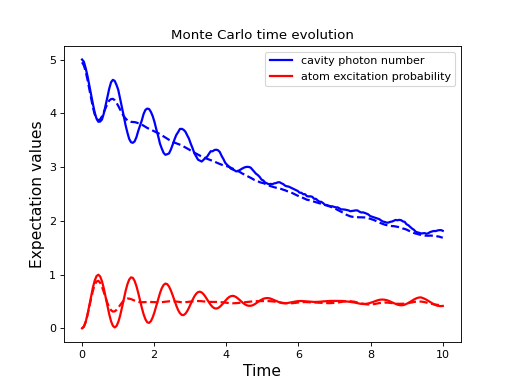 Monte Carlo time evolution
cavity photon number
atom excitation probability
Expectation values
5
4
3
2
1
0
0
2
4
6
8
10
Time